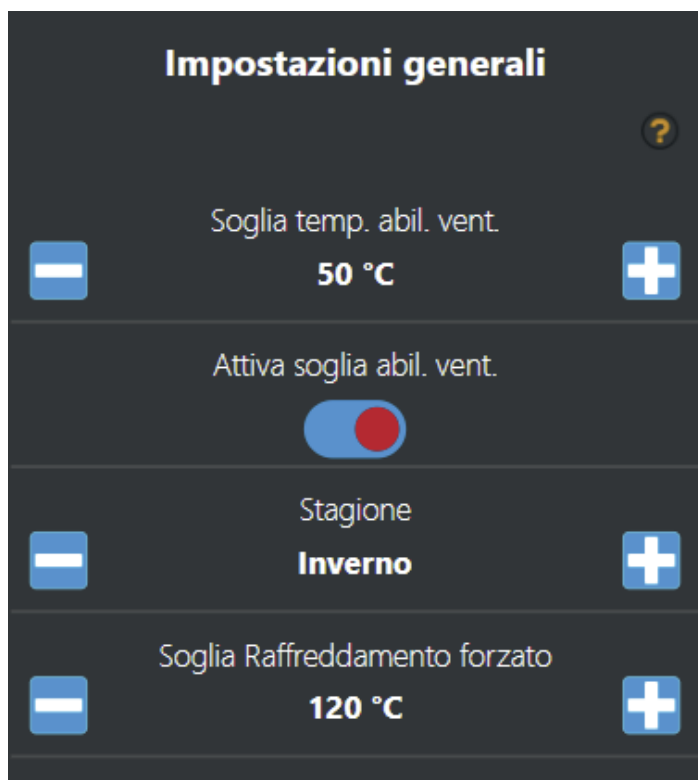 Impostazioni generali
?
Soglia temp. abil. vent.
50 °C
Attiva soglia abil. vent.
Stagione
Inverno
Soglia Raffreddamento forzato
120 °C